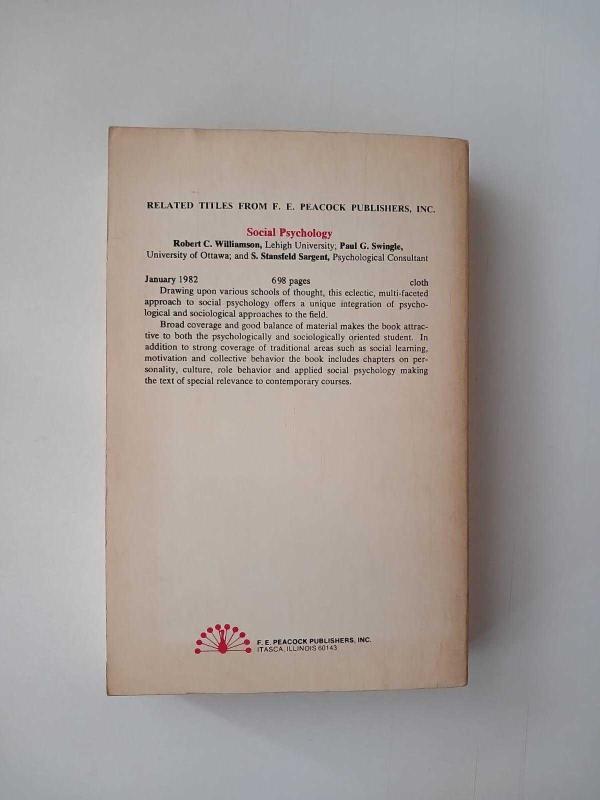 RELATED TITLES FROM F. E. PEACOCK PUBLISHERS, INC.
Social Psychology
Robert C. Williamson, Lehigh University; Paul G. Swingle,
University of Ottawa; and S. Stansfeld Sargent, Psychological Consultant
January 1982 698 pages cloth
Drawing upon various schools of thought, this eclectic, multi-faceted
approach to social psychology offers a unique integration of psycho-
logical and sociological approaches to the field.
Broad coverage and good balance of material makes the book attrac-
tive to both the psychologically and sociologically oriented student. In
addition to strong coverage of traditional areas such as social learning,
motivation and collective behavior the book includes chapters on per-
sonality, culture, role behavior and applied social psychology making
the text of special relevance to contemporary courses.
F. E. PEACOCK PUBLISHERS, INC.
ITASCA, ILLINOIS 60143